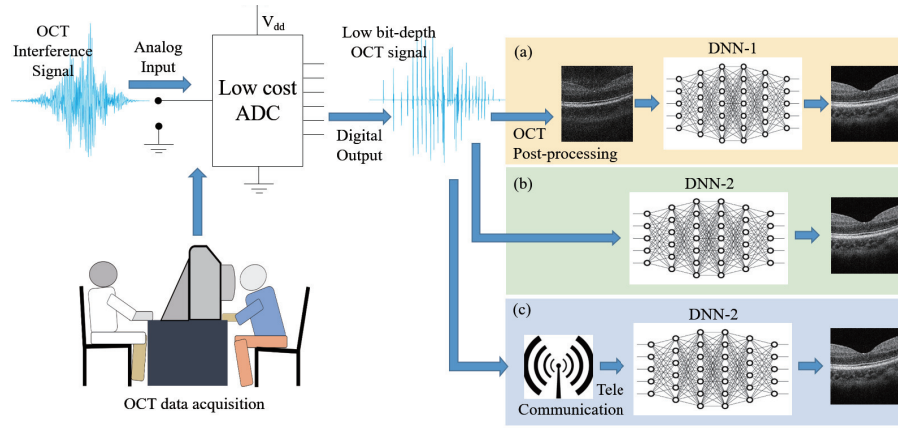 OCT
Interference
Signal
Analog
Input
V_dd
Low cost
ADC
Digital
Output
Low bit-depth
OCT signal
OCT data acquisition
(a)
DNN-1
OCT
Post-processing
(b)
DNN-2
(c)
DNN-2
Tele
Communication